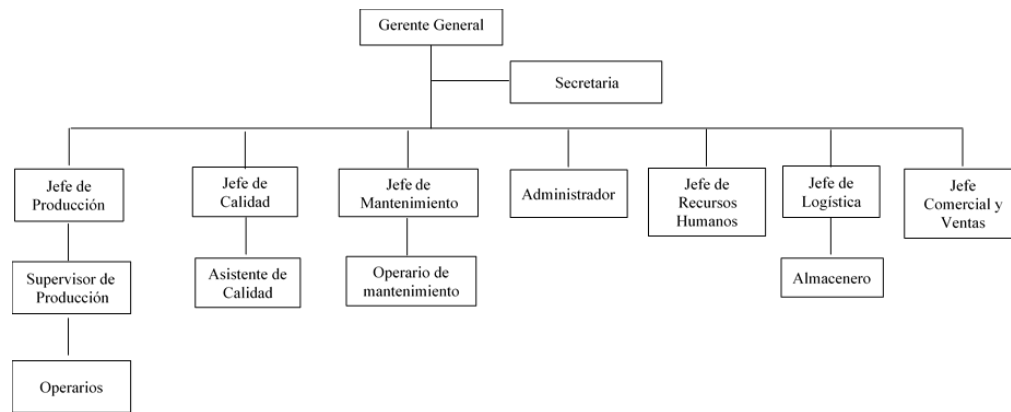 Gerente General
Secretaria
Jefe de
Producción
Jefe de
Calidad
Jefe de
Mantenimiento
Administrador
Jefe de
Recursos
Humanos
Jefe de
Logística
Jefe
Comercial y
Ventas
Supervisor de
Producción
Asistente de
Calidad
Operario de
mantenimiento
Almacenero
Operarios